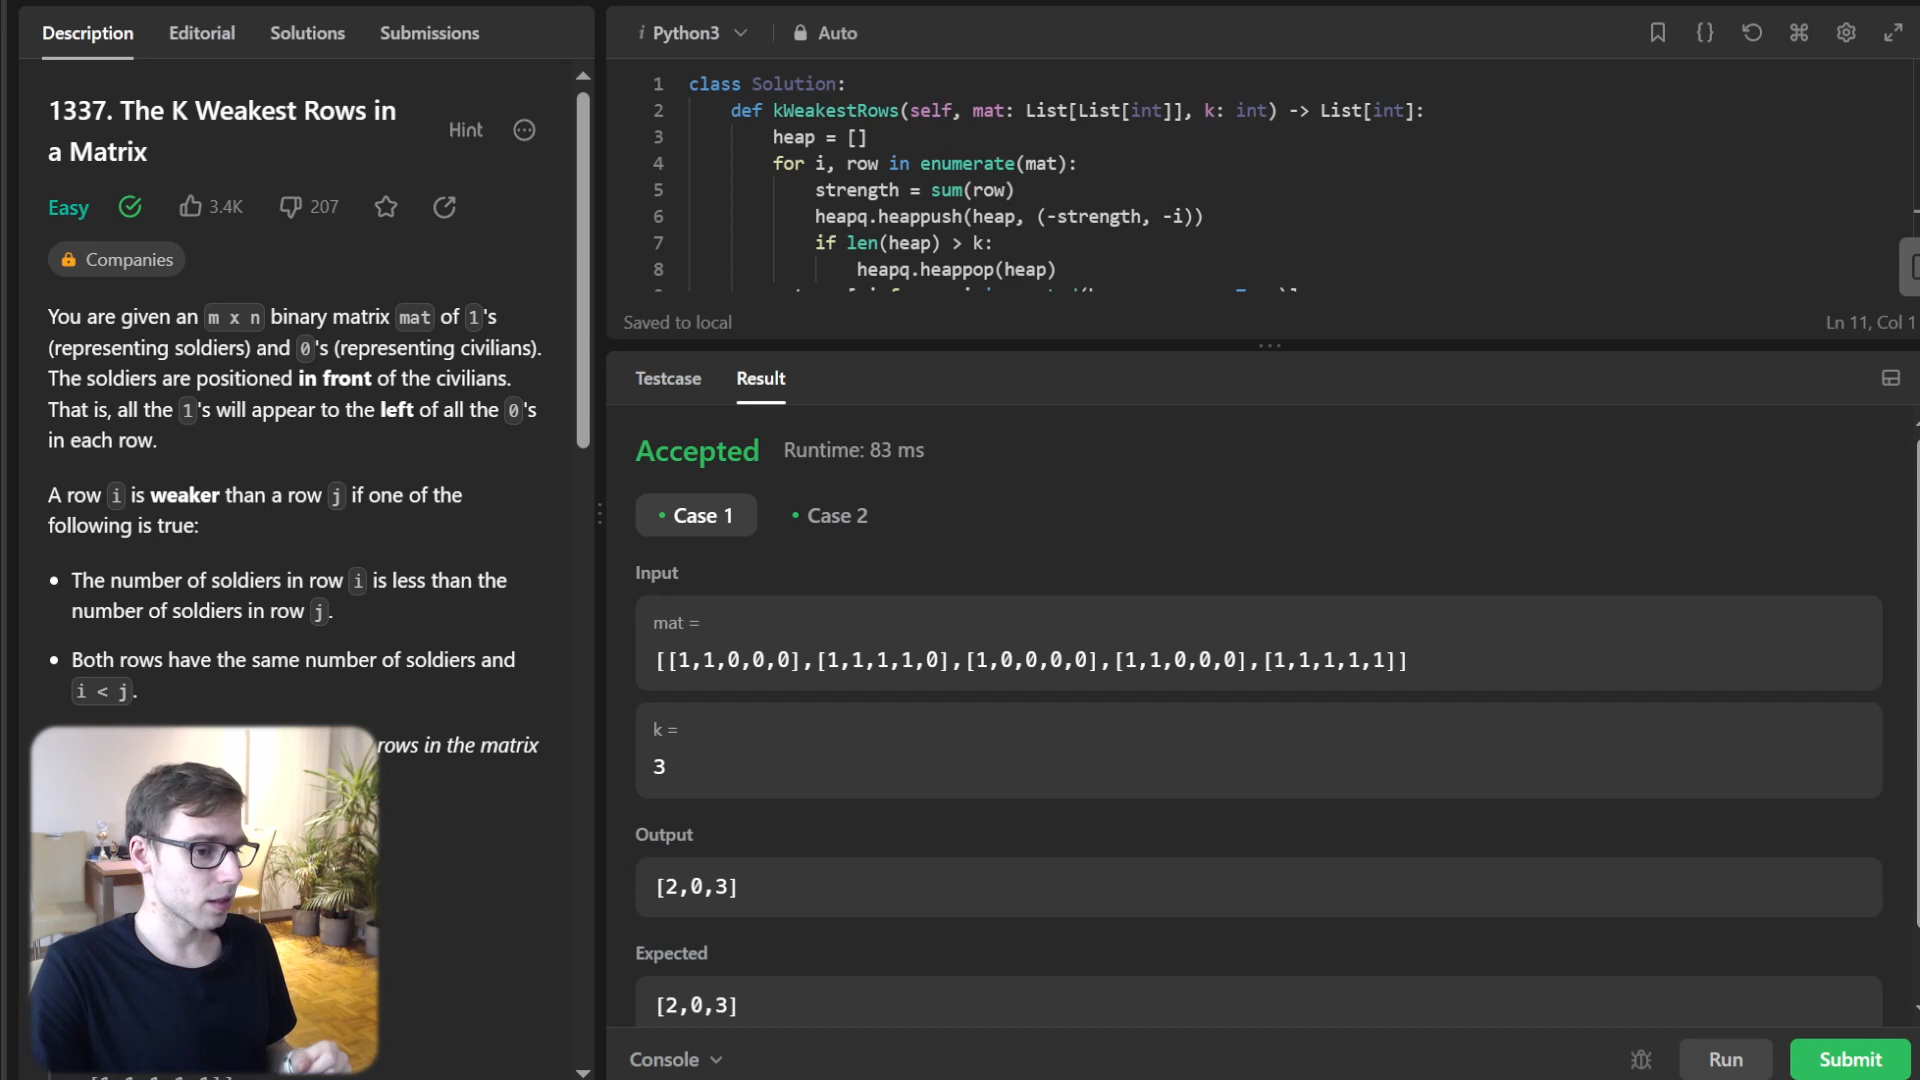 Description Editorial Solutions Submissions
1337. The K Weakest Rows in
a Matrix
Hint
Easy 3.4K 207
Companies
You are given an m x n binary matrix mat of 1's
(representing soldiers) and 0's (representing civilians).
The soldiers are positioned in front of the civilians.
That is, all the 1's will appear to the left of all the 0's
in each row.
A row i is weaker than a row j if one of the
following is true:
• The number of soldiers in row i is less than the
number of soldiers in row j.
• Both rows have the same number of soldiers and
i < j.
rows in the matrix
i Python3 Auto
1 class Solution:
2 def kWeakestRows(self, mat: List[List[int]], k: int) -> List[int]:
3 heap = []
4 for i, row in enumerate(mat):
5 strength = sum(row)
6 heapq.heappush(heap, (-strength, -i))
7 if len(heap) > k:
8 heapq.heappop(heap)
Saved to local
Ln 11, Col 1
Testcase Result
Accepted Runtime: 83 ms
• Case 1 • Case 2
Input
mat =
[[1,1,0,0,0],[1,1,1,1,0],[1,0,0,0,0],[1,1,0,0,0],[1,1,1,1,1]]
k =
3
Output
[2,0,3]
Expected
[2,0,3]
Console
Run Submit